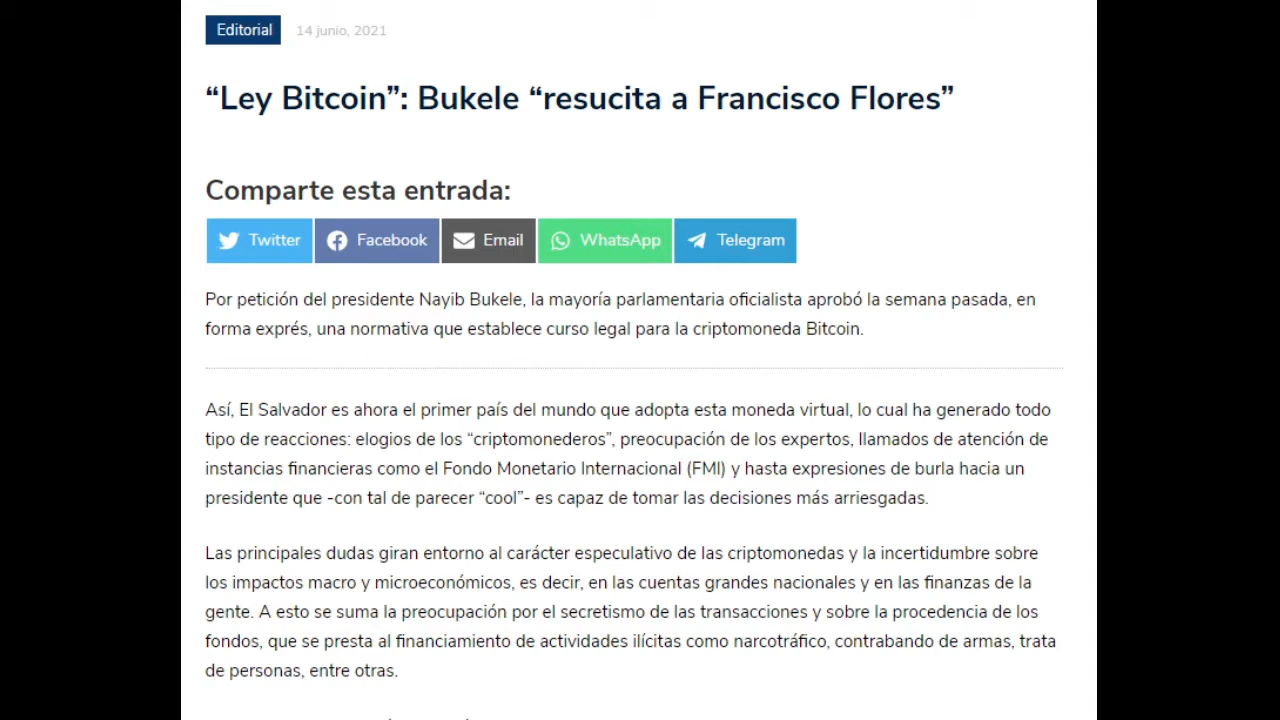 Editorial 14 junio, 2021
“Ley Bitcoin”: Bukele “resucita a Francisco Flores”
Comparte esta entrada:
Twitter Facebook Email WhatsApp Telegram
Por petición del presidente Nayib Bukele, la mayoría parlamentaria oficialista aprobó la semana pasada, en
forma exprés, una normativa que establece curso legal para la criptomoneda Bitcoin.
Así, El Salvador es ahora el primer país del mundo que adopta esta moneda virtual, lo cual ha generado todo
tipo de reacciones: elogios de los “criptomonederos”, preocupación de los expertos, llamados de atención de
instancias financieras como el Fondo Monetario Internacional (FMI) y hasta expresiones de burla hacia un
presidente que -con tal de parecer “cool”- es capaz de tomar las decisiones más arriesgadas.
Las principales dudas giran entorno al carácter especulativo de las criptomonedas y la incertidumbre sobre
los impactos macro y microeconómicos, es decir, en las cuentas grandes nacionales y en las finanzas de la
gente. A esto se suma la preocupación por el secretismo de las transacciones y sobre la procedencia de los
fondos, que se presta al financiamiento de actividades ilícitas como narcotráfico, contrabando de armas, trata
de personas, entre otras.